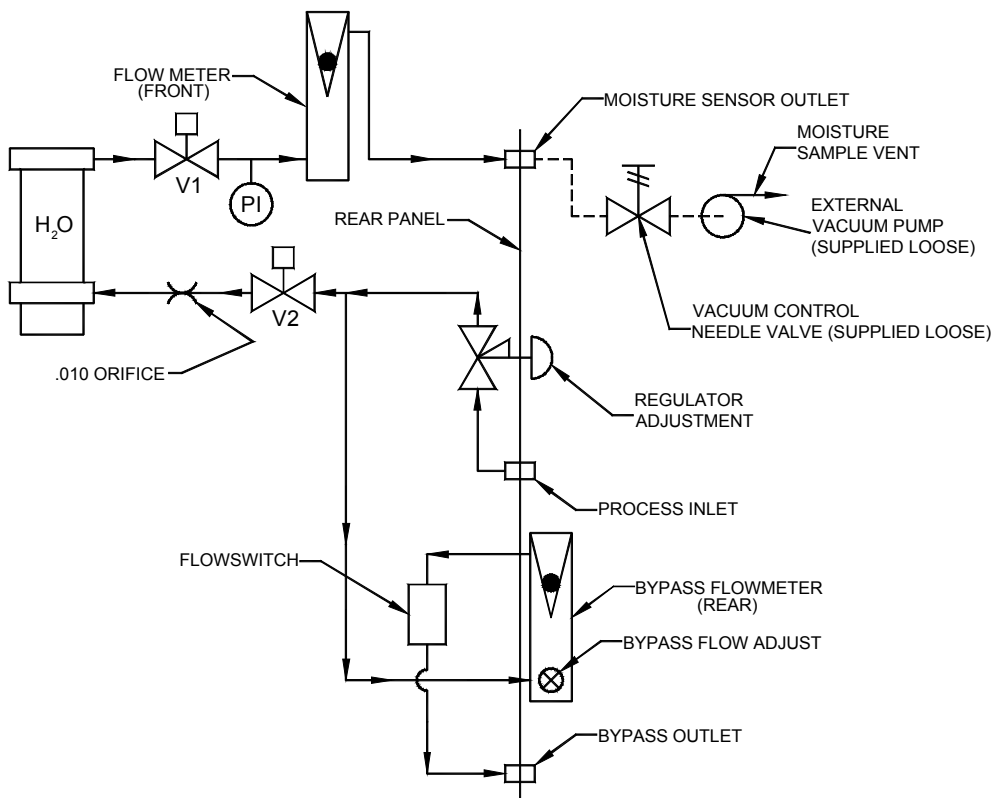 FLOW METER
(FRONT)
MOISTURE SENSOR OUTLET
MOISTURE
SAMPLE VENT
V1
PI
H2O
REAR PANEL
EXTERNAL
VACUUM PUMP
(SUPPLIED LOOSE)
V2
VACUUM CONTROL
NEEDLE VALVE (SUPPLIED LOOSE)
.010 ORIFICE
REGULATOR
ADJUSTMENT
PROCESS INLET
FLOWSWITCH
BYPASS FLOWMETER
(REAR)
BYPASS FLOW ADJUST
BYPASS OUTLET